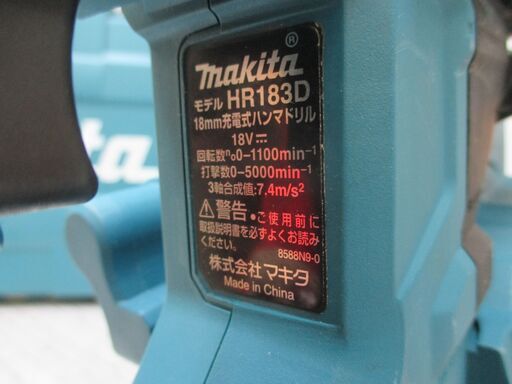 makita®
モデル HR183D
18mm充電式ハンマドリル
18V⎓
回転数n₀0-1100min⁻¹
打撃数0-5000min⁻¹
3軸合成値:7.4m/s²
⚠警告・ご使用前に
取扱説明書を必ずよくお読み
ください。
8588N9-0
株式会社マキタ
Made in China
ita